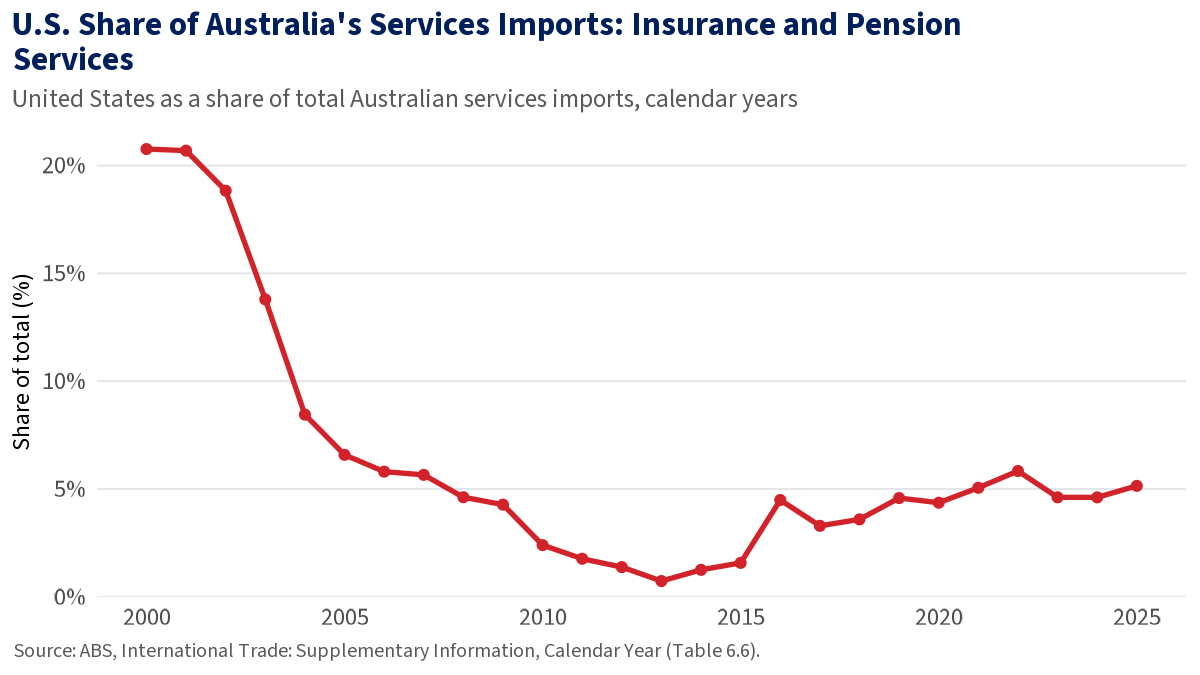 U.S. Share of Australia's Services Imports: Insurance and Pension
Services
United States as a share of total Australian services imports, calendar years
Share of total (%)
20%
15%
10%
5%
0%
2000 2005 2010 2015 2020 2025
Source: ABS, International Trade: Supplementary Information, Calendar Year (Table 6.6).